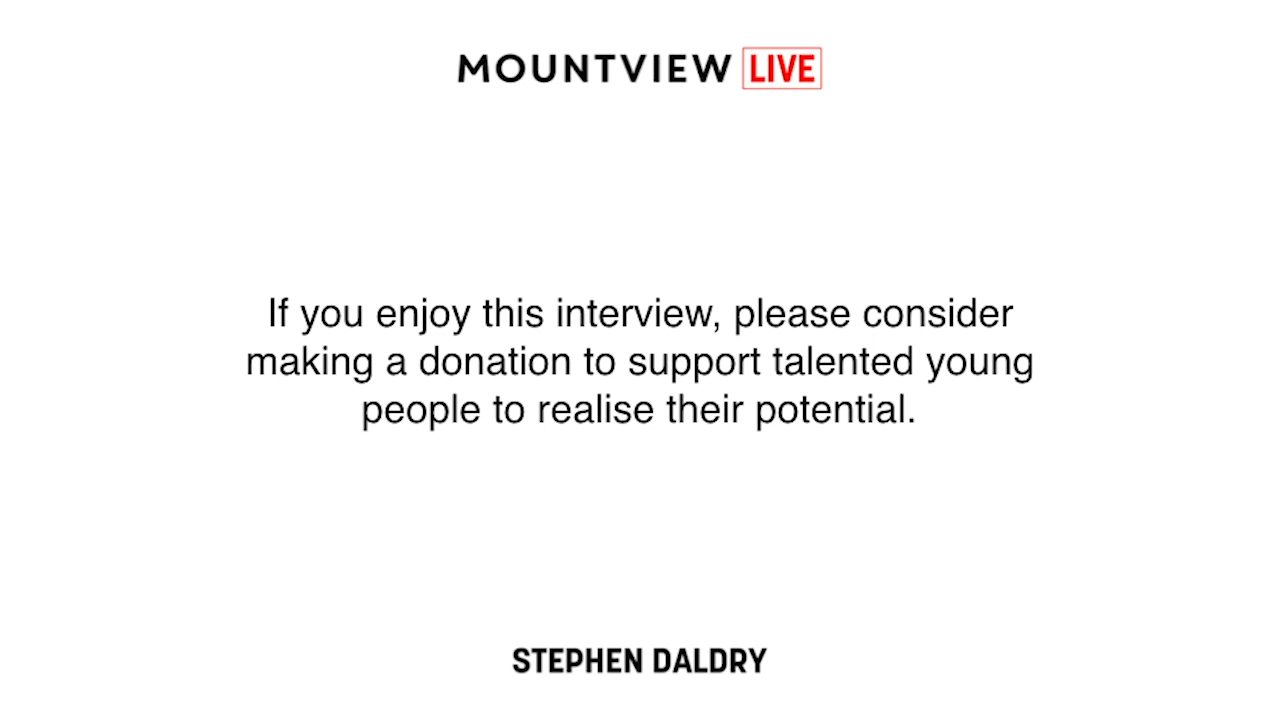 MOUNTVIEW LIVE
If you enjoy this interview, please consider
making a donation to support talented young
people to realise their potential.
STEPHEN DALDRY